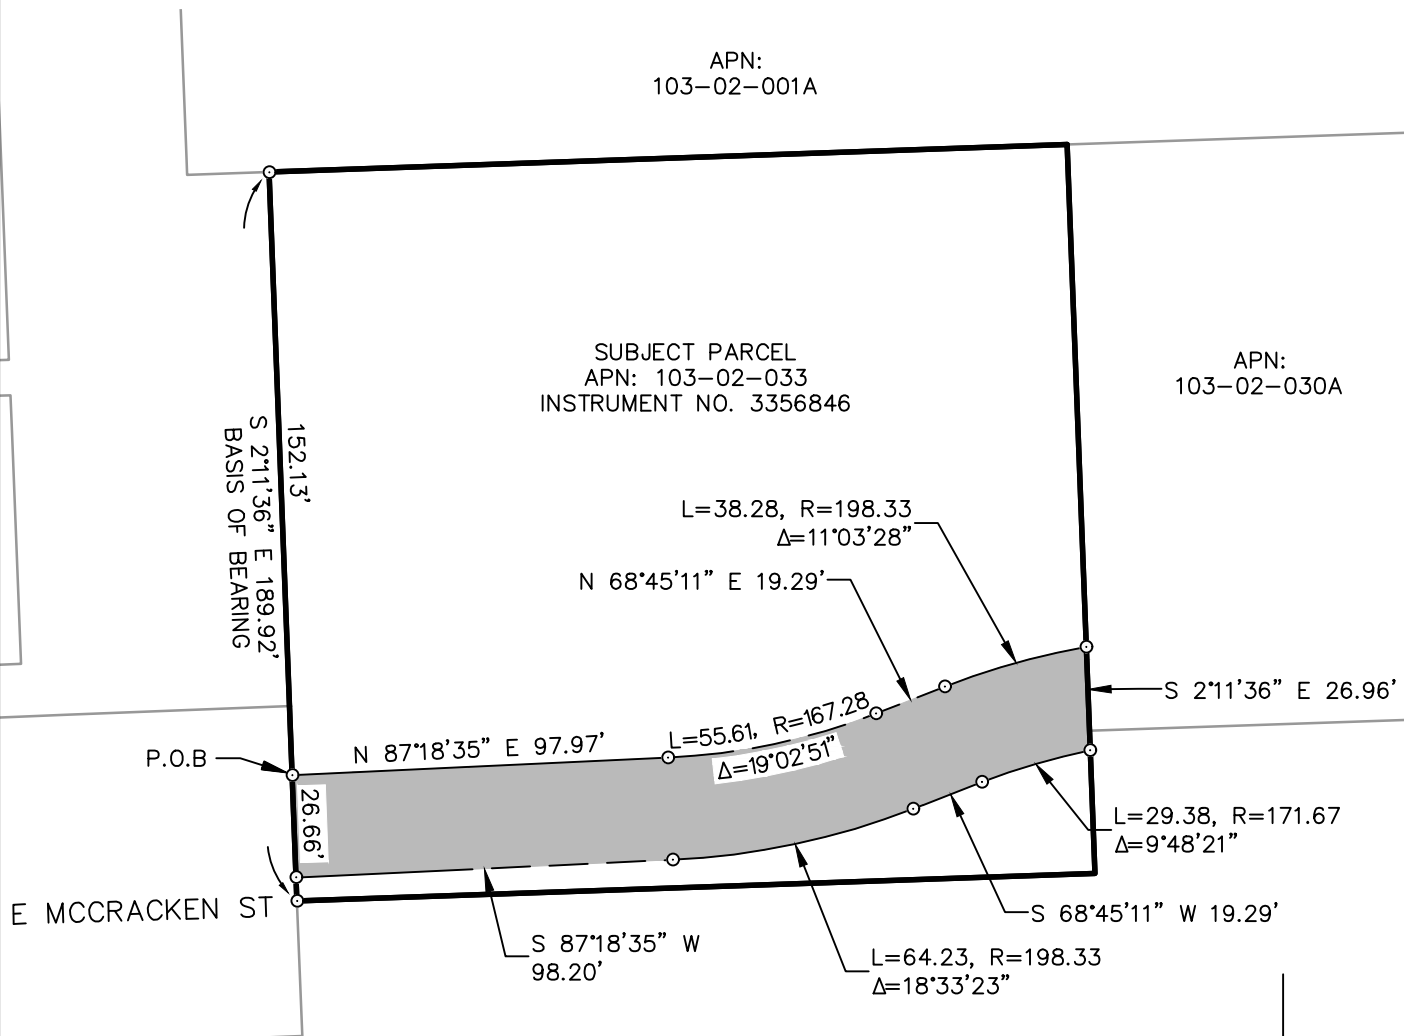 APN:
103-02-001A
SUBJECT PARCEL
APN: 103-02-033
INSTRUMENT NO. 3356846
APN:
103-02-030A
152.13'
S 2°11'36" E 189.92'
BASIS OF BEARING
L=38.28, R=198.33
Δ=11°03'28"
N 68°45'11" E 19.29'
S 2°11'36" E 26.96'
L=55.61, R=167.28
Δ=19°02'51"
N 87°18'35" E 97.97'
P.O.B
26.66'
L=29.38, R=171.67
Δ=9°48'21"
E MCCRACKEN ST
S 68°45'11" W 19.29'
S 87°18'35" W
98.20'
L=64.23, R=198.33
Δ=18°33'23"